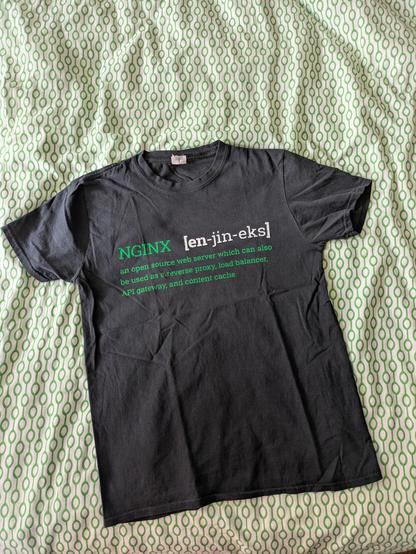 NGINX [en-jin-eks]
an open source web server which can also
be used as a reverse proxy, load balancer,
API gateway, and content cache